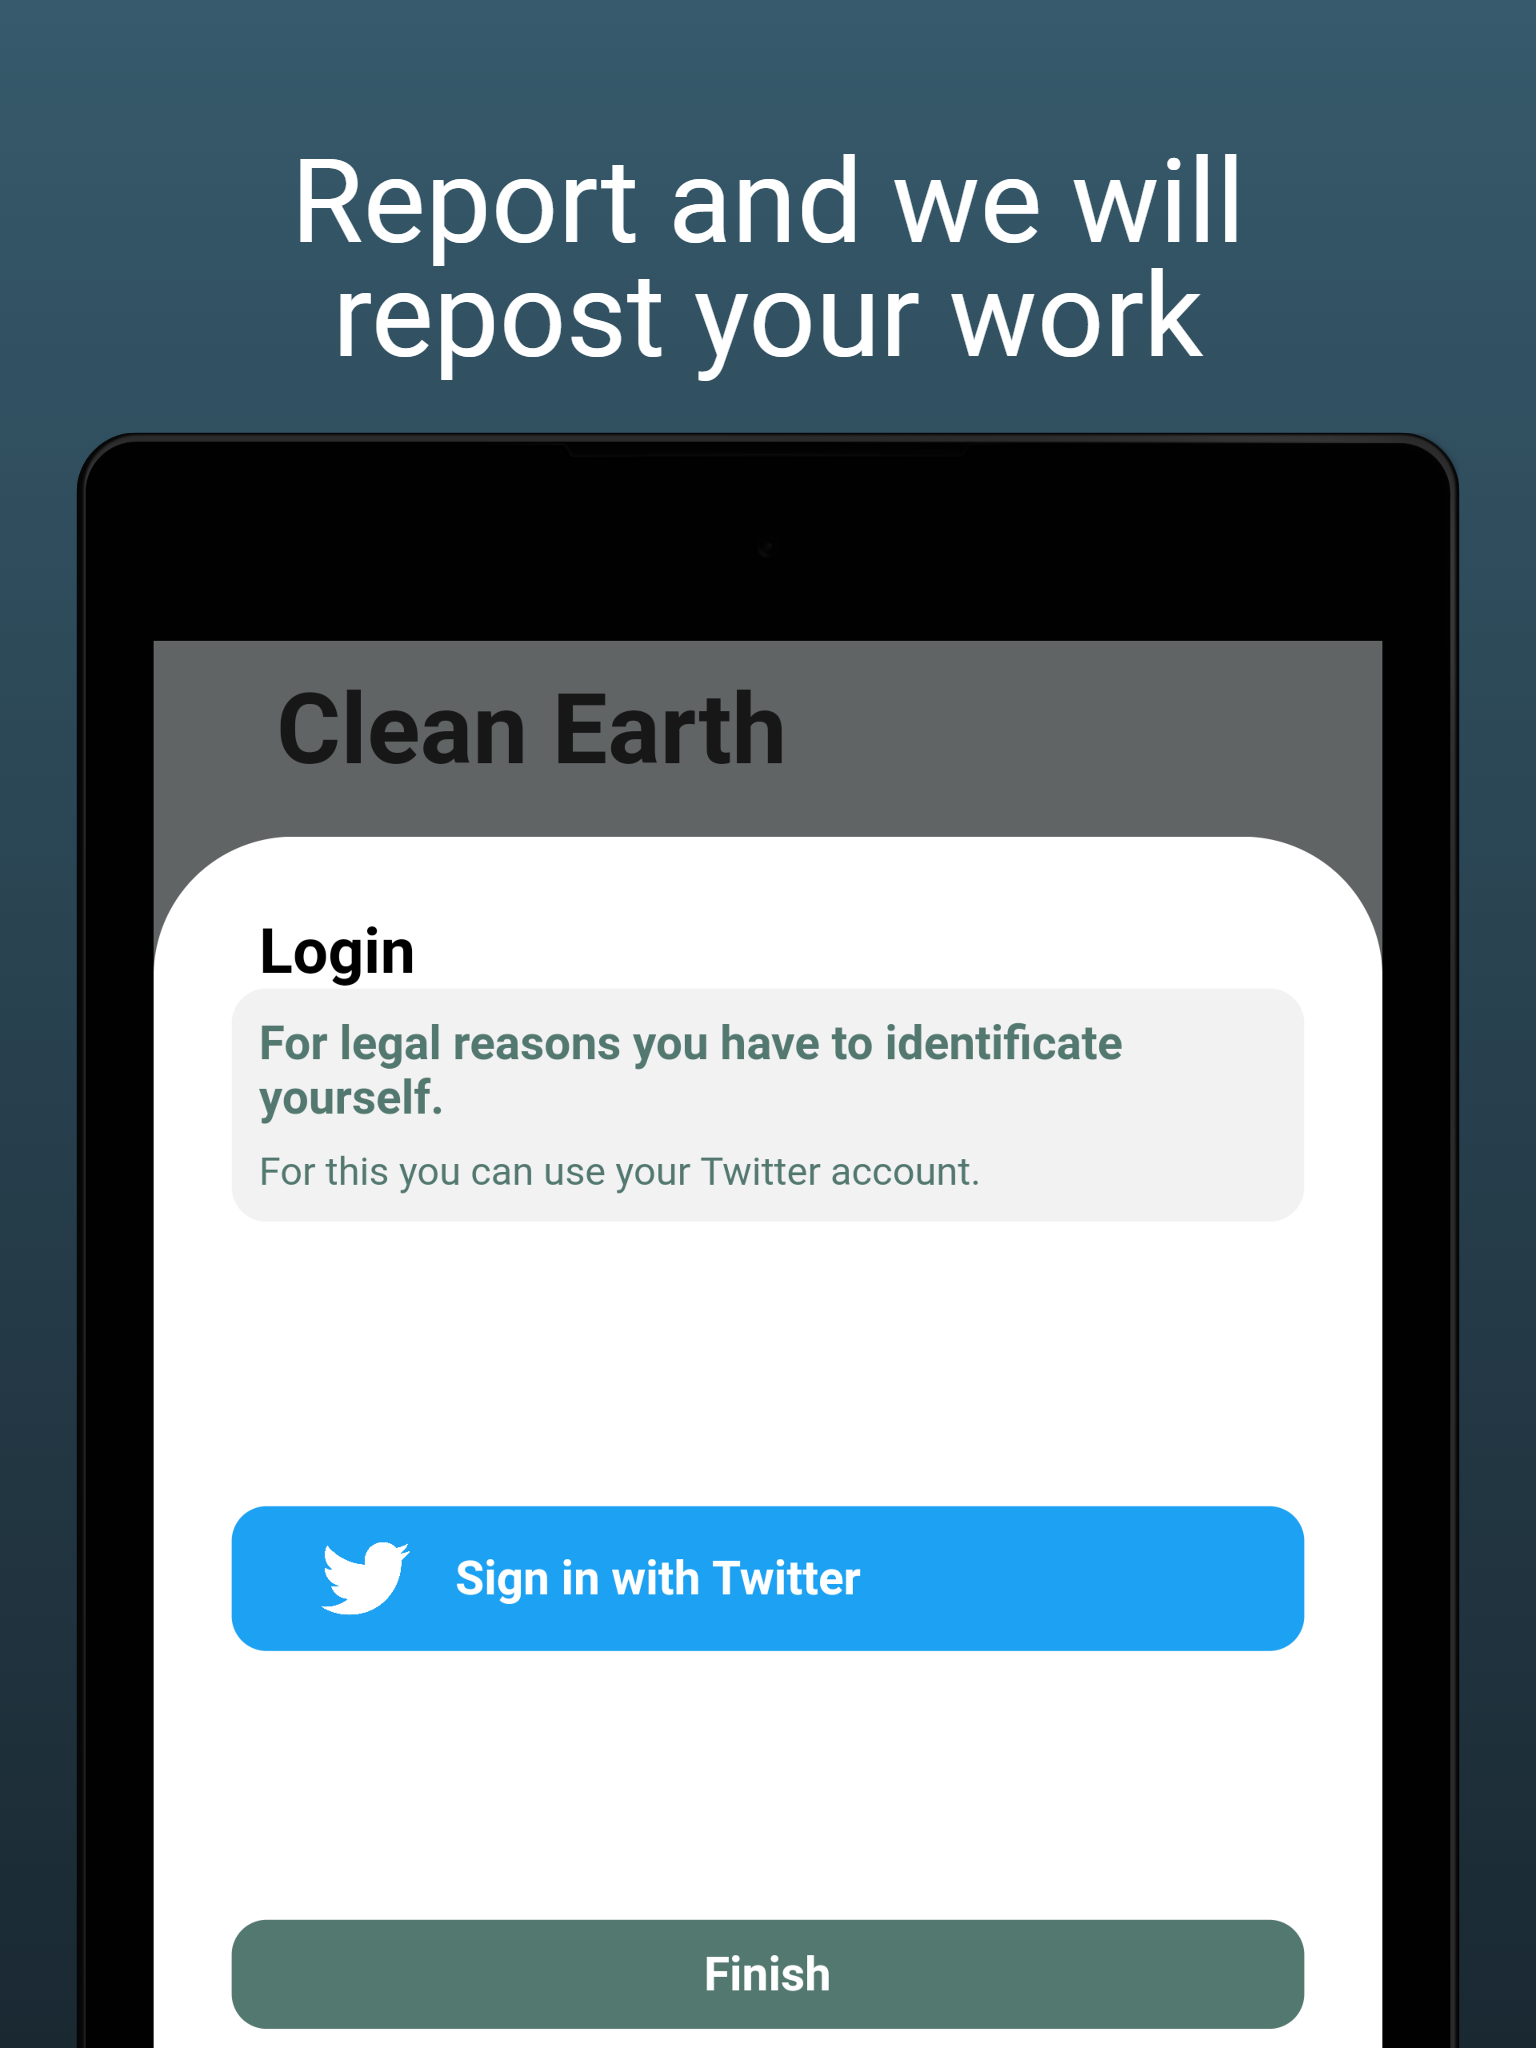 Report and we will
repost your work
Clean Earth
Login
For legal reasons you have to identificate
yourself.
For this you can use your Twitter account.
Sign in with Twitter
Finish